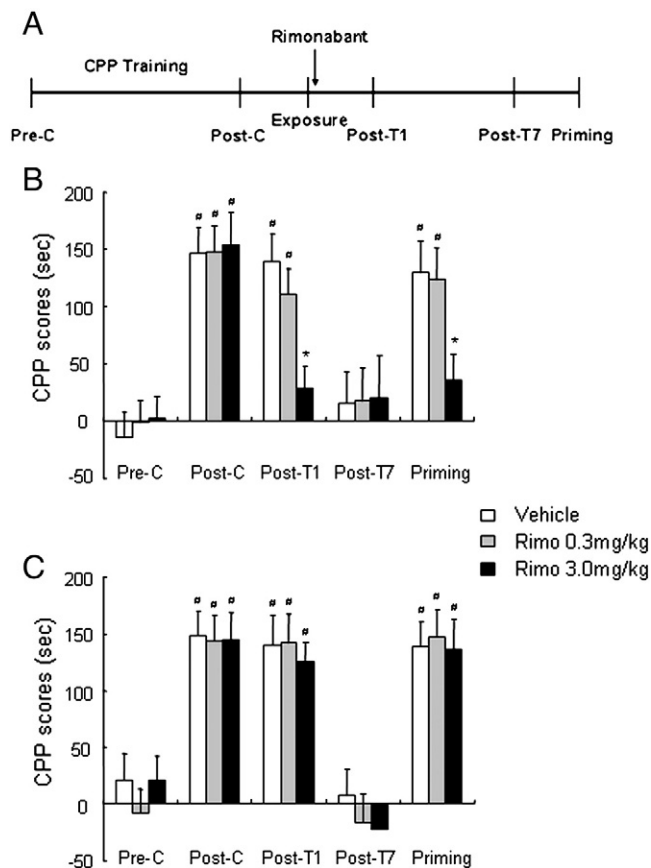 A
Rimonabant
CPP Training
Exposure
Pre-C Post-C Post-T1 Post-T7 Priming
B
CPP scores (sec)
200
150
100
50
0
-50
# # # # # * # # *
Pre-C Post-C Post-T1 Post-T7 Priming
Vehicle
Rimo 0.3mg/kg
Rimo 3.0mg/kg
C
CPP scores (sec)
200
150
100
50
0
-50
# # # # # # # # #
Pre-C Post-C Post-T1 Post-T7 Priming